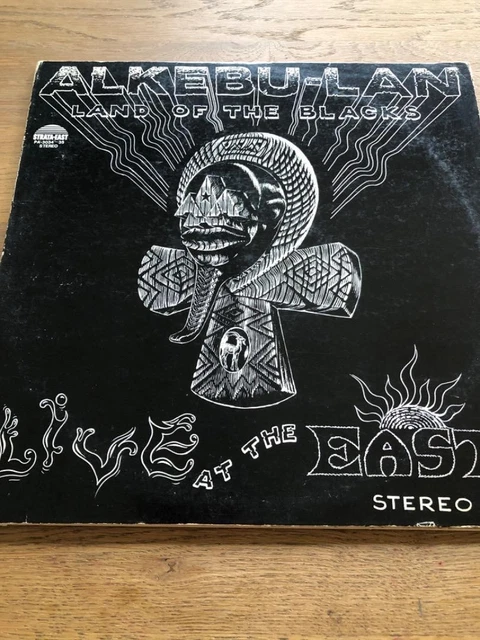 ALKEBU-LAN
LAND OF THE BLACKS
STRATA-EAST
STEREO
LIVE AT THE EAST
STEREO